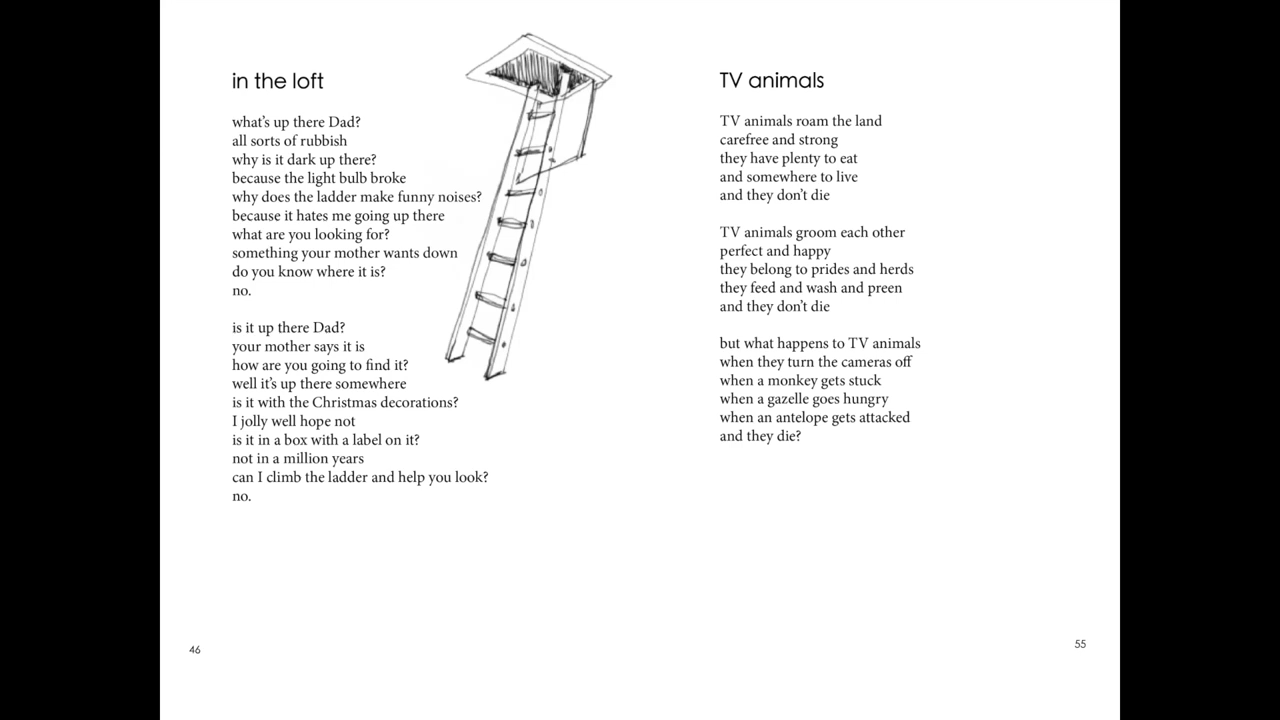 in the loft
what's up there Dad?
all sorts of rubbish
why is it dark up there?
because the light bulb broke
why does the ladder make funny noises?
because it hates me going up there
what are you looking for?
something your mother wants down
do you know where it is?
no.
is it up there Dad?
your mother says it is
how are you going to find it?
well it's up there somewhere
is it with the Christmas decorations?
I jolly well hope not
is it in a box with a label on it?
not in a million years
can I climb the ladder and help you look?
no.
46
TV animals
TV animals roam the land
carefree and strong
they have plenty to eat
and somewhere to live
and they don't die
TV animals groom each other
perfect and happy
they belong to prides and herds
they feed and wash and preen
and they don't die
but what happens to TV animals
when they turn the cameras off
when a monkey gets stuck
when a gazelle goes hungry
when an antelope gets attacked
and they die?
55